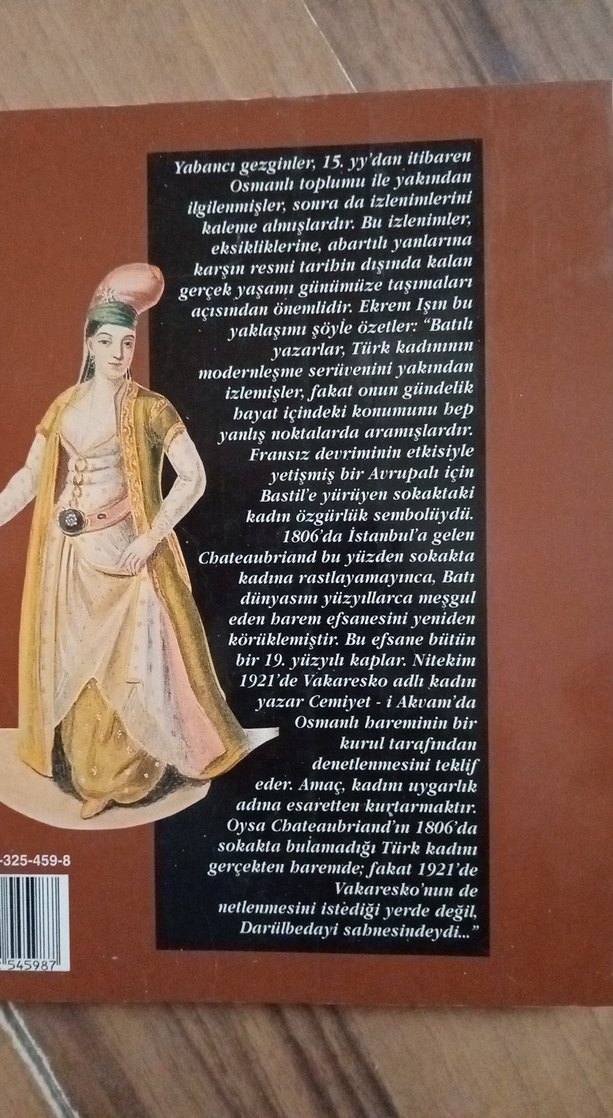 Yabancı gezginler, 15. yy'dan itibaren
Osmanlı toplumu ile yakından
ilgilenmişler, sonra da izlenimlerini
kaleme almışlardır. Bu izlenimler,
eksikliklerine, abartılı yanlarına
karşın resmi tarihin dışında kalan
gerçek yaşamı günümüze taşımaları
açısından önemlidir. Ekrem Işın bu
yaklaşımı şöyle özetler: "Batılı
yazarlar, Türk kadınının
modernleşme serüvenini yakından
izlemişler, fakat onun gündelik
hayat içindeki konumunu hep
yanlış noktalarda aramışlardır.
Fransız devriminin etkisiyle
yetişmiş bir Avrupalı için
Bastil'e yürüyen sokaktaki
kadın özgürlük sembolüydü.
1806'da İstanbul'a gelen
Chateaubriand bu yüzden sokakta
kadına rastlayamayınca, Batı
dünyasını yüzyıllarca meşgul
eden harem efsanesini yeniden
körüklemiştir. Bu efsane bütün
bir 19. yüzyılı kaplar. Nitekim
1921'de Vakaresko adlı kadın
yazar Cemiyet - i Akvam'da
Osmanlı hareminin bir
kurul tarafından
denetlenmesini teklif
eder. Amaç, kadını uygarlık
adına esaretten kurtarmaktır.
Oysa Chateaubriand'ın 1806'da
sokakta bulamadığı Türk kadını
gerçekten haremde; fakat 1921'de
Vakaresko'nun de
netlenmesini istediği yerde değil,
Darülbedayi sahnesindeydi..."
-325-459-8
545987